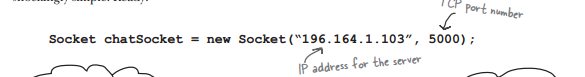 TCP port number
Socket chatSocket = new Socket(“196.164.1.103”, 5000);
IP address for the server